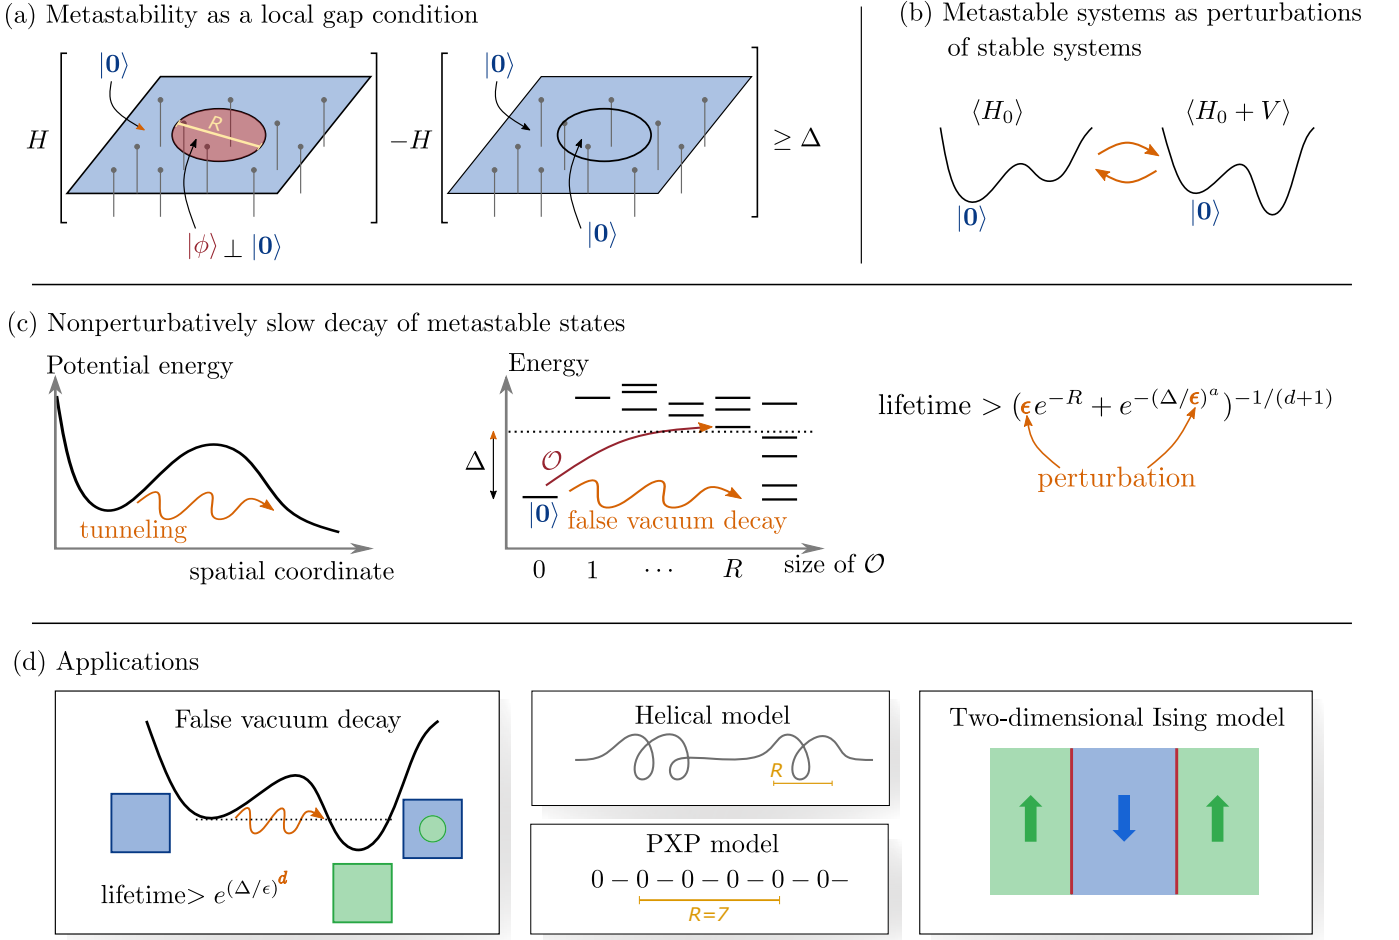 (a) Metastability as a local gap condition
|0⟩
H
R
|ϕ⟩ ⊥ |0⟩
−H
|0⟩
|0⟩
≥ Δ
(b) Metastable systems as perturbations
of stable systems
⟨H₀⟩
|0⟩
⟨H₀ + V⟩
|0⟩
(c) Nonperturbatively slow decay of metastable states
Potential energy
tunneling
spatial coordinate
Energy
Δ
𝒪
|0⟩
false vacuum decay
0 1 ⋯ R
size of 𝒪
lifetime > (ϵe^{−R} + e^{−(Δ/ϵ)^a})^{−1/(d+1)}
perturbation
(d) Applications
False vacuum decay
lifetime> e^{(Δ/ϵ)^d}
Helical model
R
PXP model
0 − 0 − 0 − 0 − 0 − 0−
R=7
Two-dimensional Ising model